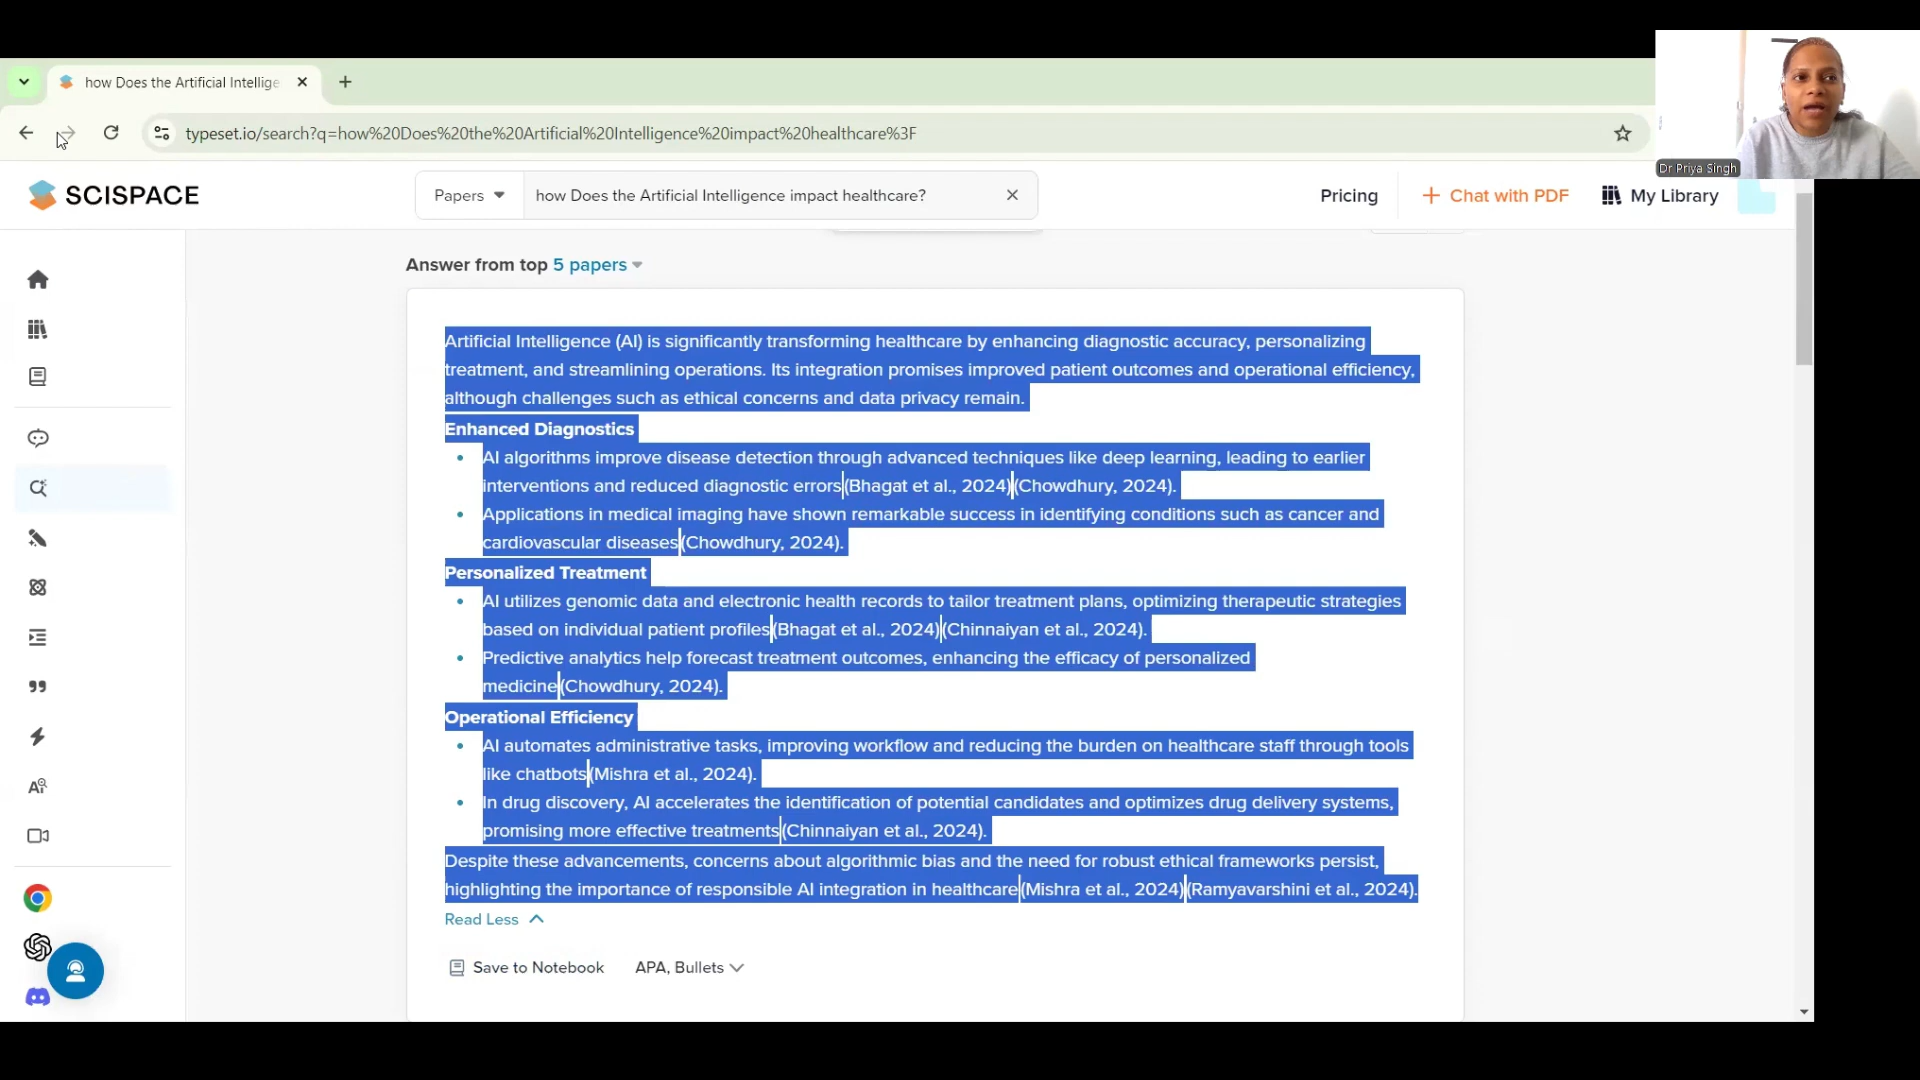 how Does the Artificial Intellige
typeset.io/search?q=how%20Does%20the%20Artificial%20Intelligence%20impact%20healthcare%3F
Dr Priya Singh
SCISPACE
Papers
how Does the Artificial Intelligence impact healthcare?
Pricing
Chat with PDF
My Library
Answer from top 5 papers
Artificial Intelligence (AI) is significantly transforming healthcare by enhancing diagnostic accuracy, personalizing
treatment, and streamlining operations. Its integration promises improved patient outcomes and operational efficiency,
although challenges such as ethical concerns and data privacy remain.
Enhanced Diagnostics
• AI algorithms improve disease detection through advanced techniques like deep learning, leading to earlier
interventions and reduced diagnostic errors(Bhagat et al., 2024)(Chowdhury, 2024).
• Applications in medical imaging have shown remarkable success in identifying conditions such as cancer and
cardiovascular diseases(Chowdhury, 2024).
Personalized Treatment
• AI utilizes genomic data and electronic health records to tailor treatment plans, optimizing therapeutic strategies
based on individual patient profiles(Bhagat et al., 2024)(Chinnaiyan et al., 2024).
• Predictive analytics help forecast treatment outcomes, enhancing the efficacy of personalized
medicine(Chowdhury, 2024).
Operational Efficiency
• AI automates administrative tasks, improving workflow and reducing the burden on healthcare staff through tools
like chatbots(Mishra et al., 2024).
• In drug discovery, AI accelerates the identification of potential candidates and optimizes drug delivery systems,
promising more effective treatments(Chinnaiyan et al., 2024).
Despite these advancements, concerns about algorithmic bias and the need for robust ethical frameworks persist,
highlighting the importance of responsible AI integration in healthcare(Mishra et al., 2024)(Ramyavarshini et al., 2024).
Read Less
Save to Notebook
APA, Bullets